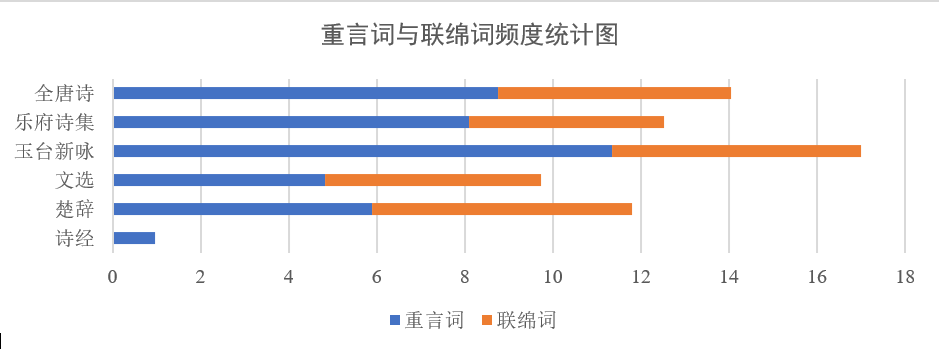 重言词与联绵词频度统计图
全唐诗
乐府诗集
玉台新咏
文选
楚辞
诗经
0 2 4 6 8 10 12 14 16 18
重言词 联绵词